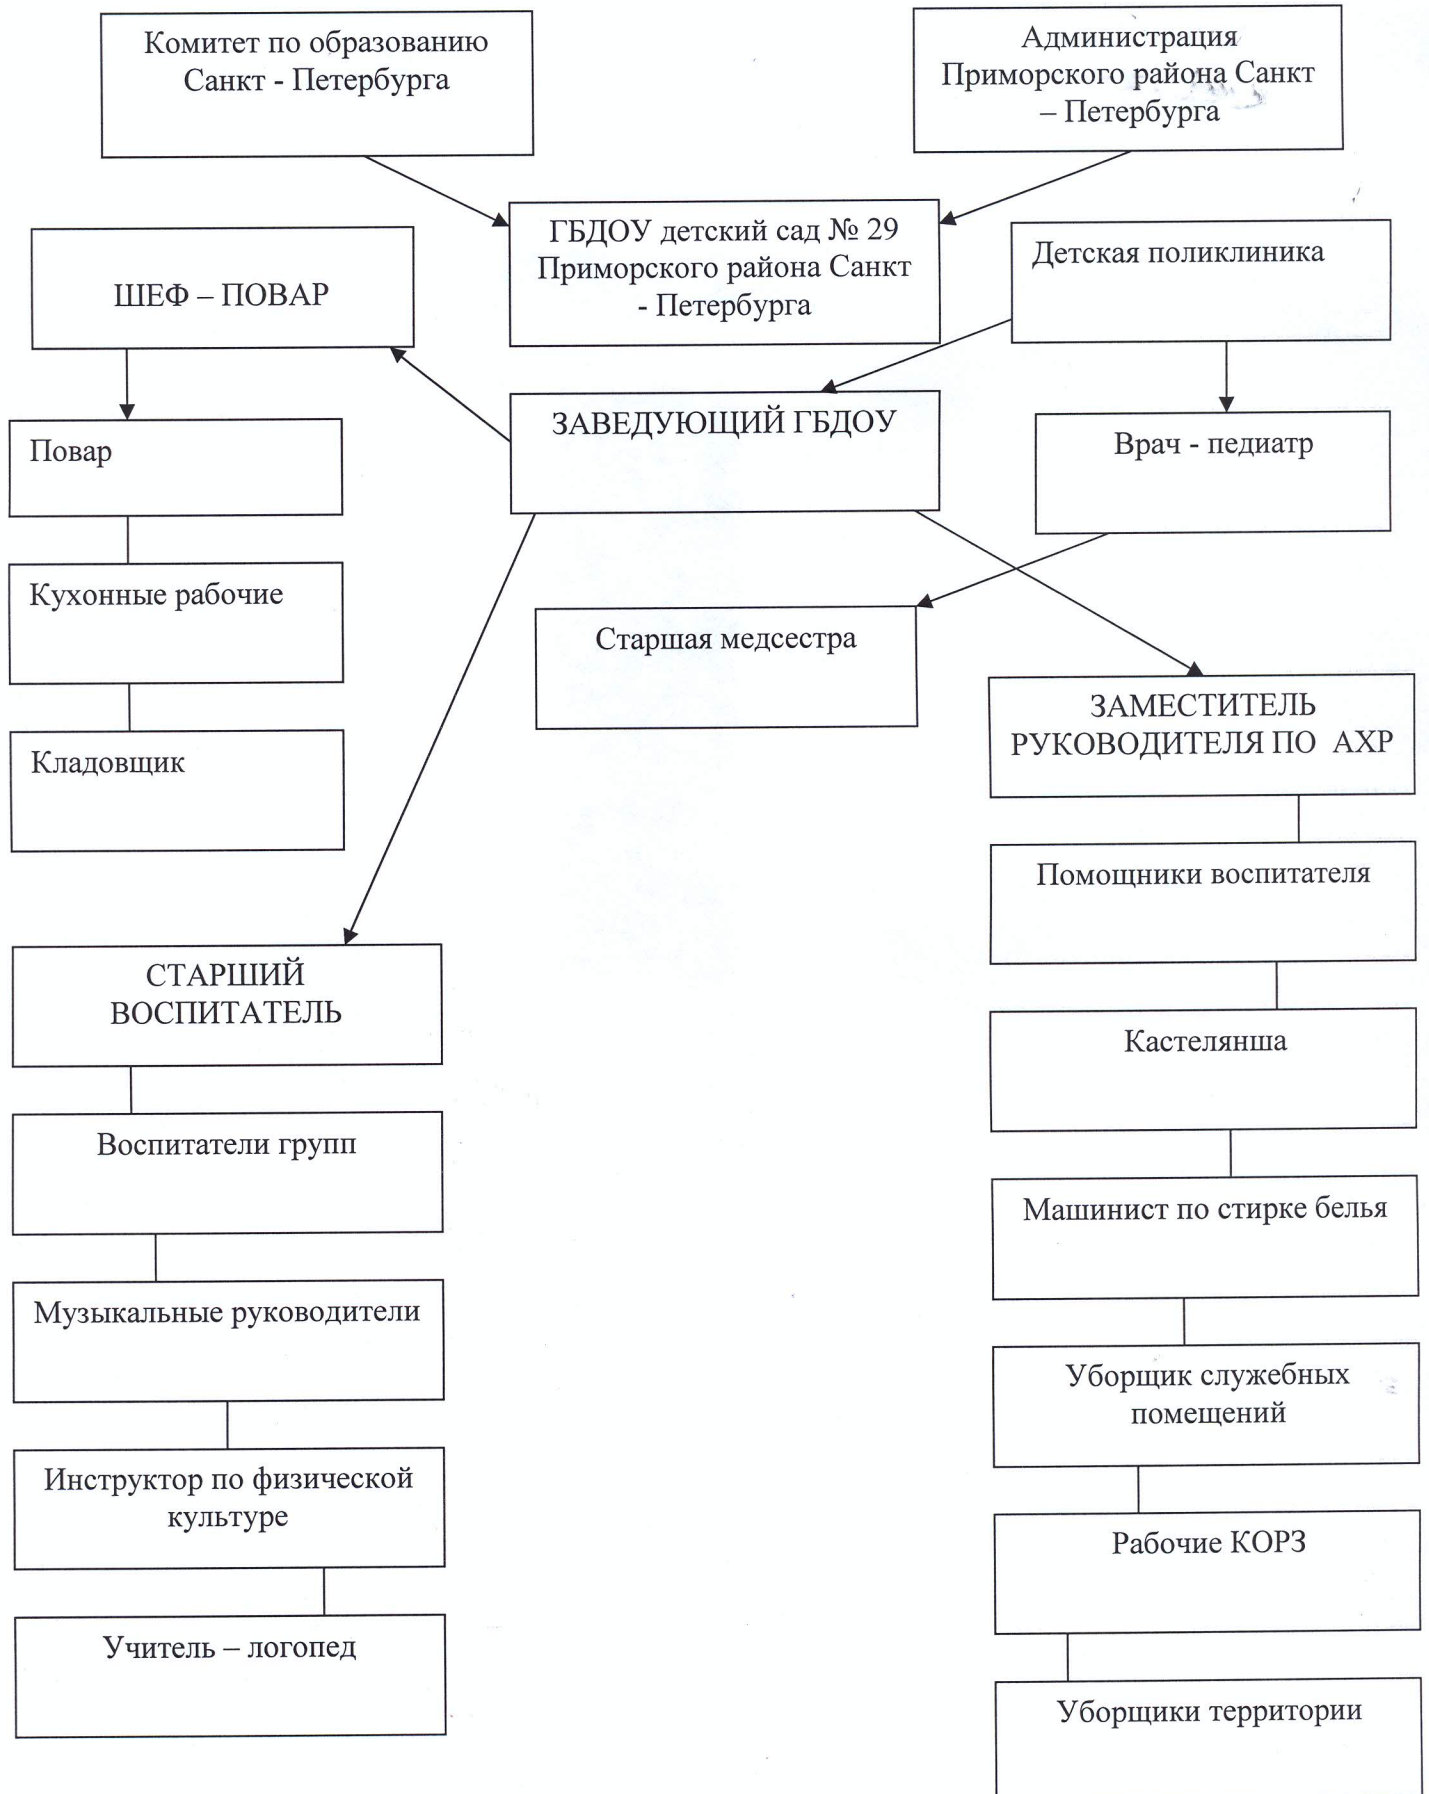 Комитет по образованию
Санкт - Петербурга
Администрация
Приморского района Санкт
– Петербурга
ГБДОУ детский сад № 29
Приморского района Санкт
- Петербурга
Детская поликлиника
ШЕФ – ПОВАР
ЗАВЕДУЮЩИЙ ГБДОУ
Врач - педиатр
Повар
Кухонные рабочие
Старшая медсестра
ЗАМЕСТИТЕЛЬ
РУКОВОДИТЕЛЯ ПО АХР
Кладовщик
Помощники воспитателя
СТАРШИЙ
ВОСПИТАТЕЛЬ
Кастелянша
Воспитатели групп
Машинист по стирке белья
Музыкальные руководители
Уборщик служебных
помещений
Инструктор по физической
культуре
Рабочие КОРЗ
Учитель – логопед
Уборщики территории